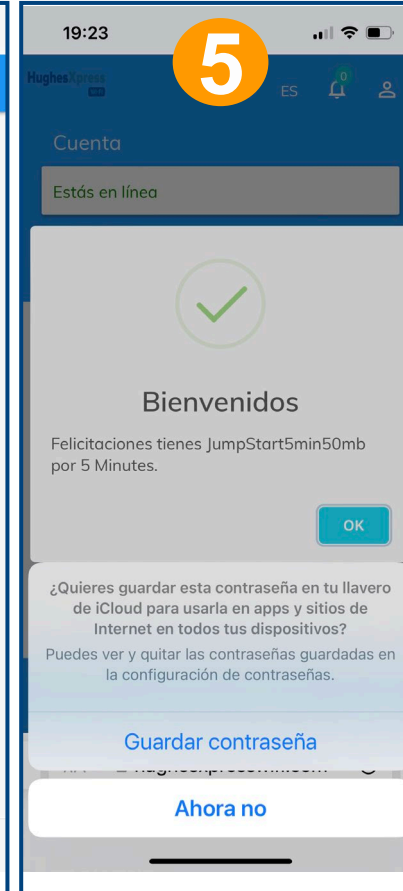 19:23
5
HughesXpress
ES
0
Cuenta
Estás en línea
Bienvenidos
Felicitaciones tienes JumpStart5min50mb
por 5 Minutes.
OK
¿Quieres guardar esta contraseña en tu llavero
de iCloud para usarla en apps y sitios de
Internet en todos tus dispositivos?
Puedes ver y quitar las contraseñas guardadas en
la configuración de contraseñas.
Guardar contraseña
Ahora no